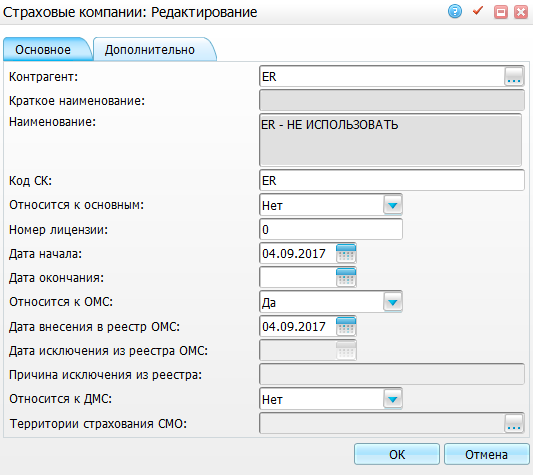 Страховые компании: Редактирование
Основное Дополнительно
Контрагент: ER ...
Краткое наименование:
Наименование: ER - НЕ ИСПОЛЬЗОВАТЬ
Код СК: ER
Относится к основным: Нет
Номер лицензии: 0
Дата начала: 04.09.2017
Дата окончания:
Относится к ОМС: Да
Дата внесения в реестр ОМС: 04.09.2017
Дата исключения из реестра ОМС:
Причина исключения из реестра:
Относится к ДМС: Нет
Территории страхования СМО: ...
ОК Отмена